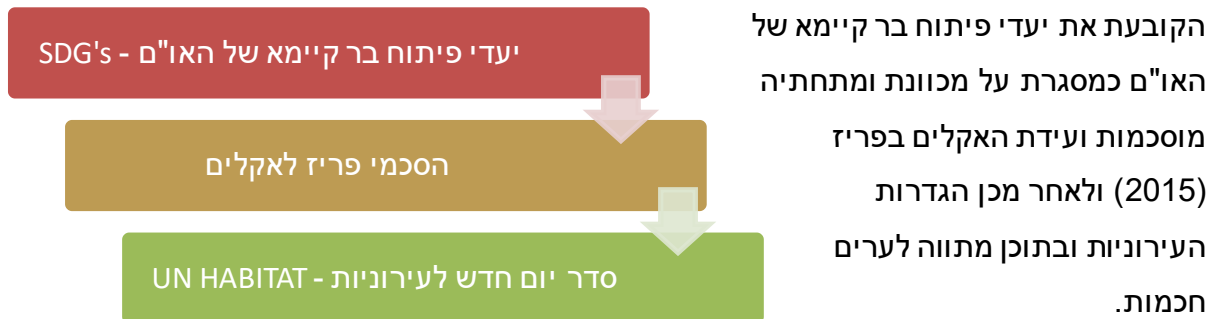 הקובעת את יעדי פיתוח בר קיימא של
האו"ם כמסגרת על מכוונת ומתחתיה
מוסכמות ועידת האקלים בפריז
(2015) ולאחר מכן הגדרות
העירוניות ובתוכן מתווה לערים
חכמות.
יעדי פיתוח בר קיימא של האו"ם - SDG's
הסכמי פריז לאקלים
סדר יום חדש לעירוניות - UN HABITAT